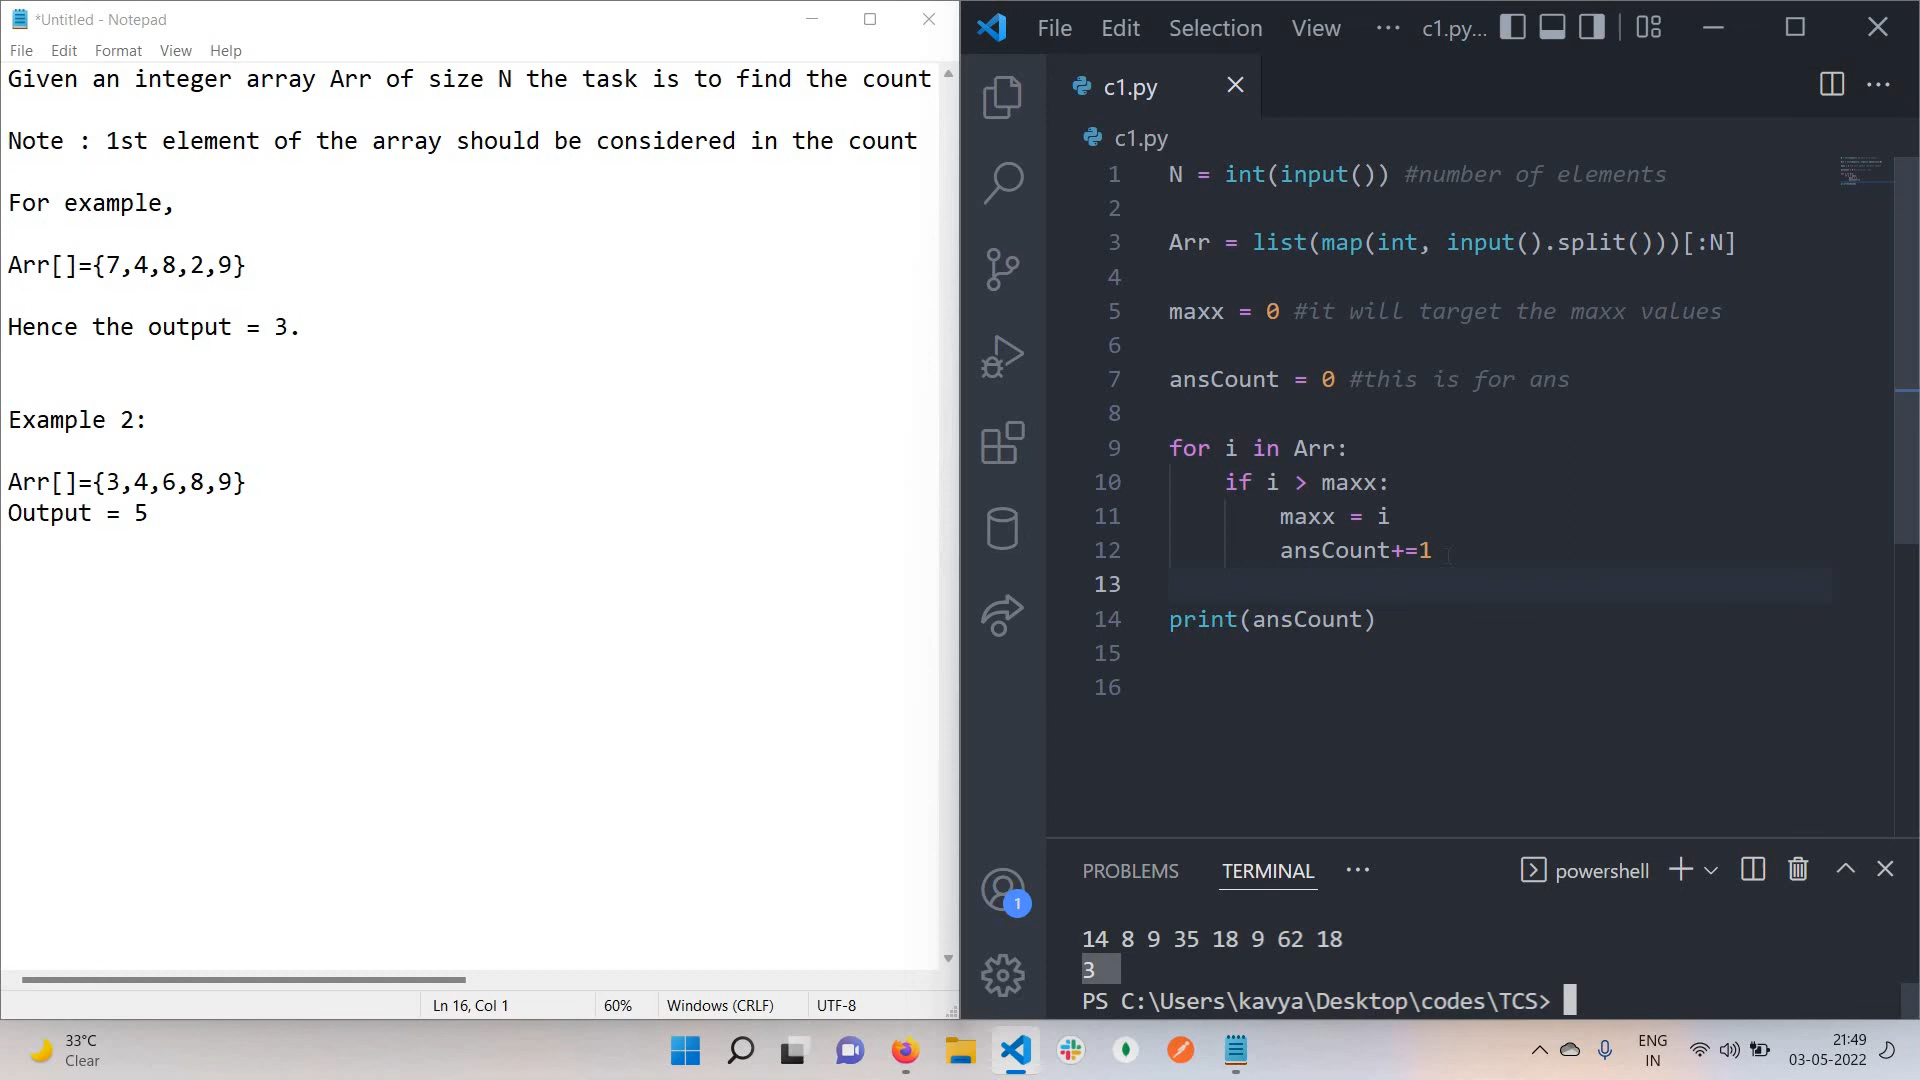 *Untitled - Notepad
File Edit Format View Help
Given an integer array Arr of size N the task is to find the count
Note : 1st element of the array should be considered in the count
For example,
Arr[]={7,4,8,2,9}
Hence the output = 3.
Example 2:
Arr[]={3,4,6,8,9}
Output = 5
Ln 16, Col 1 60% Windows (CRLF) UTF-8
File Edit Selection View ··· c1.py...
c1.py
c1.py
1 N = int(input()) #number of elements
2
3 Arr = list(map(int, input().split()))[:N]
4
5 maxx = 0 #it will target the maxx values
6
7 ansCount = 0 #this is for ans
8
9 for i in Arr:
10 if i > maxx:
11 maxx = i
12 ansCount+=1
13
14 print(ansCount)
15
16
PROBLEMS TERMINAL ··· powershell
14 8 9 35 18 9 62 18
3
PS C:\Users\kavya\Desktop\codes\TCS>
1
33°C
Clear
ENG
IN
21:49
03-05-2022